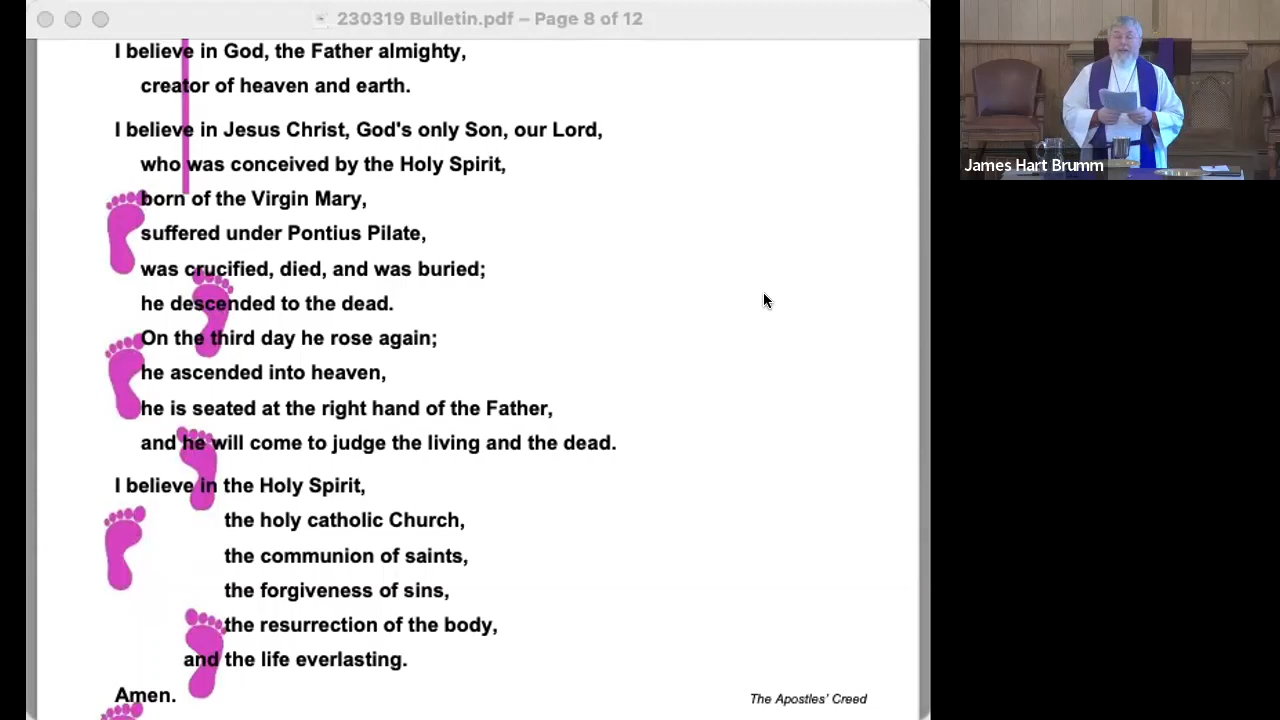 230319 Bulletin.pdf – Page 8 of 12
I believe in God, the Father almighty,
creator of heaven and earth.
I believe in Jesus Christ, God's only Son, our Lord,
who was conceived by the Holy Spirit,
born of the Virgin Mary,
suffered under Pontius Pilate,
was crucified, died, and was buried;
he descended to the dead.
On the third day he rose again;
he ascended into heaven,
he is seated at the right hand of the Father,
and he will come to judge the living and the dead.
I believe in the Holy Spirit,
the holy catholic Church,
the communion of saints,
the forgiveness of sins,
the resurrection of the body,
and the life everlasting.
Amen.
The Apostles' Creed
James Hart Brumm